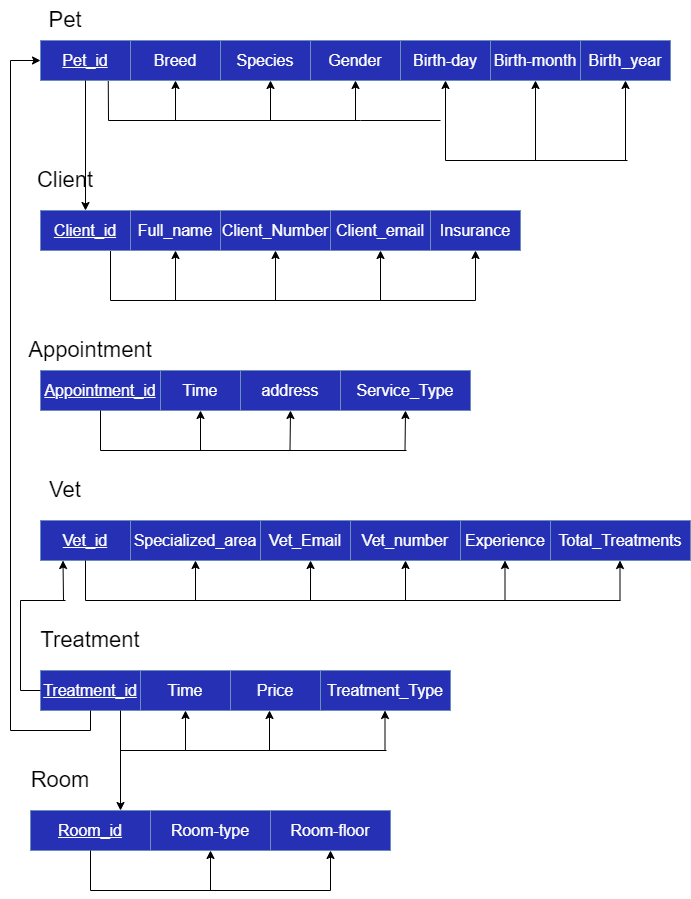 Pet
Pet_id Breed Species Gender Birth-day Birth-month Birth_year
Client
Client_id Full_name Client_Number Client_email Insurance
Appointment
Appointment_id Time address Service_Type
Vet
Vet_id Specialized_area Vet_Email Vet_number Experience Total_Treatments
Treatment
Treatment_id Time Price Treatment_Type
Room
Room_id Room-type Room-floor